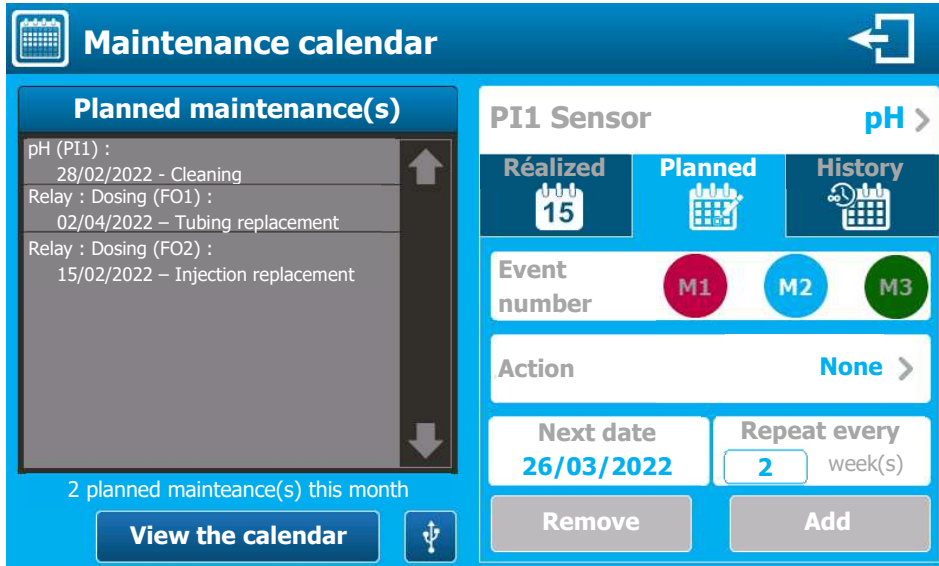 Maintenance calendar
Planned maintenance(s)
pH (PI1) :
28/02/2022 - Cleaning
Relay : Dosing (FO1) :
02/04/2022 – Tubing replacement
Relay : Dosing (FO2) :
15/02/2022 – Injection replacement
2 planned mainteance(s) this month
View the calendar
PI1 Sensor pH >
Réalized Planned History
15
Event
number
M1 M2 M3
Action None >
Next date
26/03/2022
Repeat every
2 week(s)
Remove Add